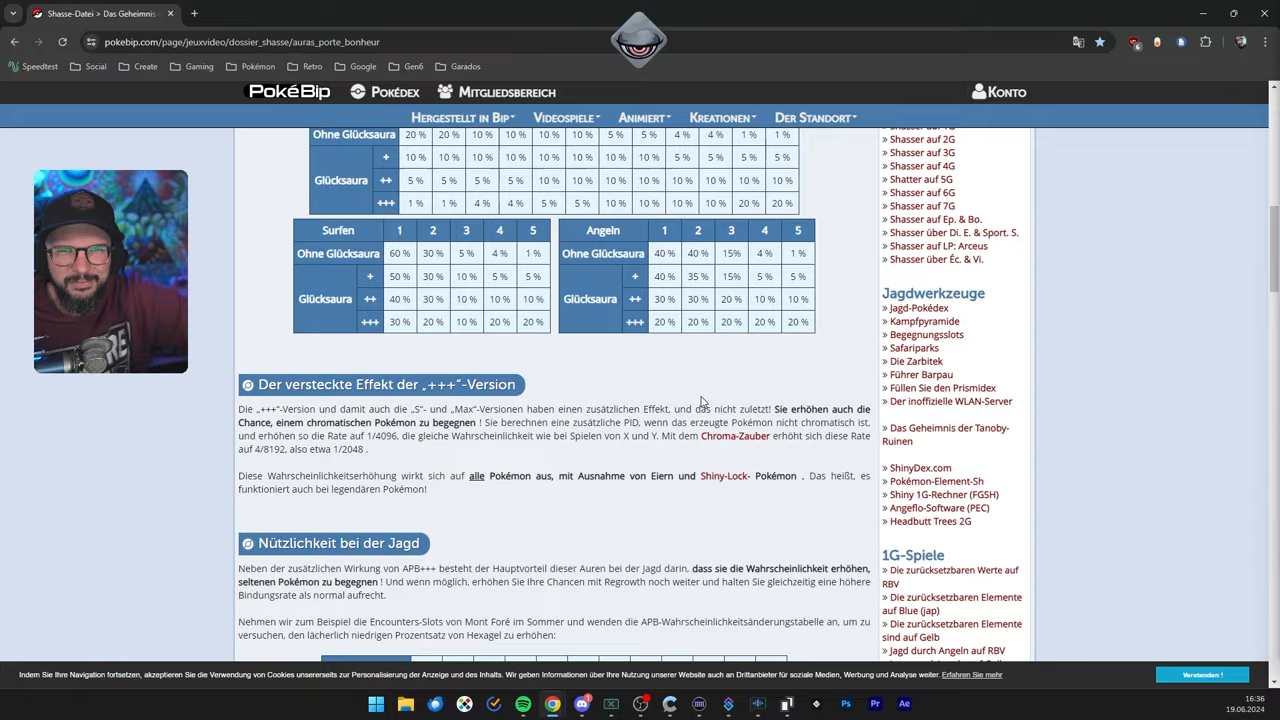 Shasse-Datei > Das Geheimnis
pokebip.com/page/jeuxvideo/dossier_shasse/auras_porte_bonheur
Speedtest Social Create Gaming Pokémon Retro Google Gen6 Garados
PokéBip Pokédex Mitgliedsbereich Konto
Hergestellt in Bip Videospiele Animiert Kreationen Der Standort
Ohne Glücksaura 20 % 20 % 10 % 10 % 10 % 10 % 5 % 5 % 4 % 4 % 1 % 1 %
+ 10 % 10 % 10 % 10 % 10 % 10 % 10 % 10 % 5 % 5 % 5 % 5 %
Glücksaura ++ 5 % 5 % 5 % 5 % 10 % 10 % 10 % 10 % 10 % 10 % 10 % 10 %
+++ 1 % 1 % 4 % 4 % 5 % 5 % 10 % 10 % 10 % 10 % 20 % 20 %
Surfen 1 2 3 4 5
Ohne Glücksaura 60 % 30 % 5 % 4 % 1 %
+ 50 % 30 % 10 % 5 % 5 %
Glücksaura ++ 40 % 30 % 10 % 10 % 10 %
+++ 30 % 20 % 10 % 20 % 20 %
Angeln 1 2 3 4 5
Ohne Glücksaura 40 % 40 % 15% 4 % 1 %
+ 40 % 35 % 15% 5 % 5 %
Glücksaura ++ 30 % 30 % 20 % 10 % 10 %
+++ 20 % 20 % 20 % 20 % 20 %
Der versteckte Effekt der „+++“-Version
Die „+++“-Version und damit auch die „S“- und „Max“-Versionen haben einen zusätzlichen Effekt, und das nicht zuletzt! Sie erhöhen auch die
Chance, einem chromatischen Pokémon zu begegnen ! Sie berechnen eine zusätzliche PID, wenn das erzeugte Pokémon nicht chromatisch ist,
und erhöhen so die Rate auf 1/4096, die gleiche Wahrscheinlichkeit wie bei Spielen von X und Y. Mit dem Chroma-Zauber erhöht sich diese Rate
auf 4/8192, also etwa 1/2048 .
Diese Wahrscheinlichkeitserhöhung wirkt sich auf alle Pokémon aus, mit Ausnahme von Eiern und Shiny-Lock- Pokémon . Das heißt, es
funktioniert auch bei legendären Pokémon!
Nützlichkeit bei der Jagd
Neben der zusätzlichen Wirkung von APB+++ besteht der Hauptvorteil dieser Auren bei der Jagd darin, dass sie die Wahrscheinlichkeit erhöhen,
seltenen Pokémon zu begegnen ! Und wenn möglich, erhöhen Sie Ihre Chancen mit Regrowth noch weiter und halten Sie gleichzeitig eine höhere
Bindungsrate als normal aufrecht.
Nehmen wir zum Beispiel die Encounters-Slots von Mont Foré im Sommer und wenden die APB-Wahrscheinlichkeitsänderungstabelle an, um zu
versuchen, den lächerlich niedrigen Prozentsatz von Hexagel zu erhöhen:
» Shasser auf 2G
» Shasser auf 3G
» Shasser auf 4G
» Shatter auf 5G
» Shasser auf 6G
» Shasser auf 7G
» Shasser auf Ep. & Bo.
» Shasser über Di. E. & Sport. S.
» Shasser auf LP: Arceus
» Shasser über Éc. & Vi.
Jagdwerkzeuge
» Jagd-Pokédex
» Kampfpyramide
» Begegnungsslots
» Safariparks
» Die Zarbitek
» Führer Barpau
» Füllen Sie den Prismidex
» Der inoffizielle WLAN-Server
» Das Geheimnis der Tanoby-
Ruinen
» ShinyDex.com
» Pokémon-Element-Sh
» Shiny 1G-Rechner (FGSH)
» Angeflo-Software (PEC)
» Headbutt Trees 2G
1G-Spiele
» Die zurücksetzbaren Werte auf
RBV
» Die zurücksetzbaren Elemente
auf Blue (jap)
» Die zurücksetzbaren Elemente
sind auf Gelb
» Jagd durch Angeln auf RBV
Indem Sie Ihre Navigation fortsetzen, akzeptieren Sie die Verwendung von Cookies unsererseits zur Personalisierung der Anzeige und des Inhalts. Wir geben Informationen über Ihre Nutzung unserer Website auch an Drittanbieter für soziale Medien, Werbung und Analyse weiter. Erfahren Sie mehr
Verstanden !
16:36
19.06.2024